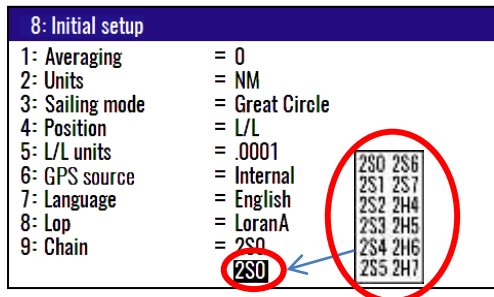 8: Initial setup
1: Averaging = 0
2: Units = NM
3: Sailing mode = Great Circle
4: Position = L/L
5: L/L units = .0001
6: GPS source = Internal
7: Language = English
8: Lop = LoranA
9: Chain = 2S0
2S0
2S0 2S6
2S1 2S7
2S2 2H4
2S3 2H5
2S4 2H6
2S5 2H7